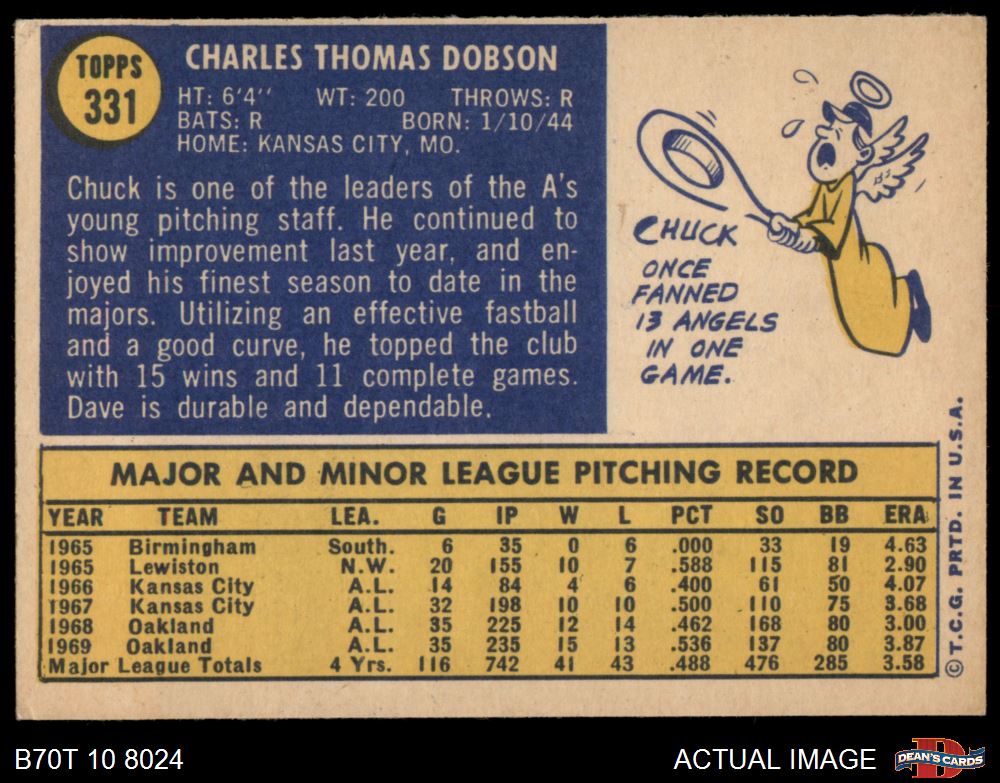 TOPPS
331
CHARLES THOMAS DOBSON
HT: 6'4'' WT: 200 THROWS: R
BATS: R BORN: 1/10/44
HOME: KANSAS CITY, MO.
Chuck is one of the leaders of the A's
young pitching staff. He continued to
show improvement last year, and en-
joyed his finest season to date in the
majors. Utilizing an effective fastball
and a good curve, he topped the club
with 15 wins and 11 complete games.
Dave is durable and dependable.
CHUCK
ONCE
FANNED
13 ANGELS
IN ONE
GAME.
MAJOR AND MINOR LEAGUE PITCHING RECORD
YEAR TEAM LEA. G IP W L PCT SO BB ERA
1965 Birmingham South. 6 35 0 6 .000 33 19 4.63
1965 Lewiston N.W. 20 155 10 7 .588 115 81 2.90
1966 Kansas City A.L. 14 84 4 6 .400 61 50 4.07
1967 Kansas City A.L. 32 198 10 10 .500 110 75 3.68
1968 Oakland A.L. 35 225 12 14 .462 168 80 3.00
1969 Oakland A.L. 35 235 15 13 .536 137 80 3.87
Major League Totals 4 Yrs. 116 742 41 43 .488 476 285 3.58
© T.C.G. PRTD. IN U.S.A.
B70T 10 8024
ACTUAL IMAGE
D
DEAN'S CARDS